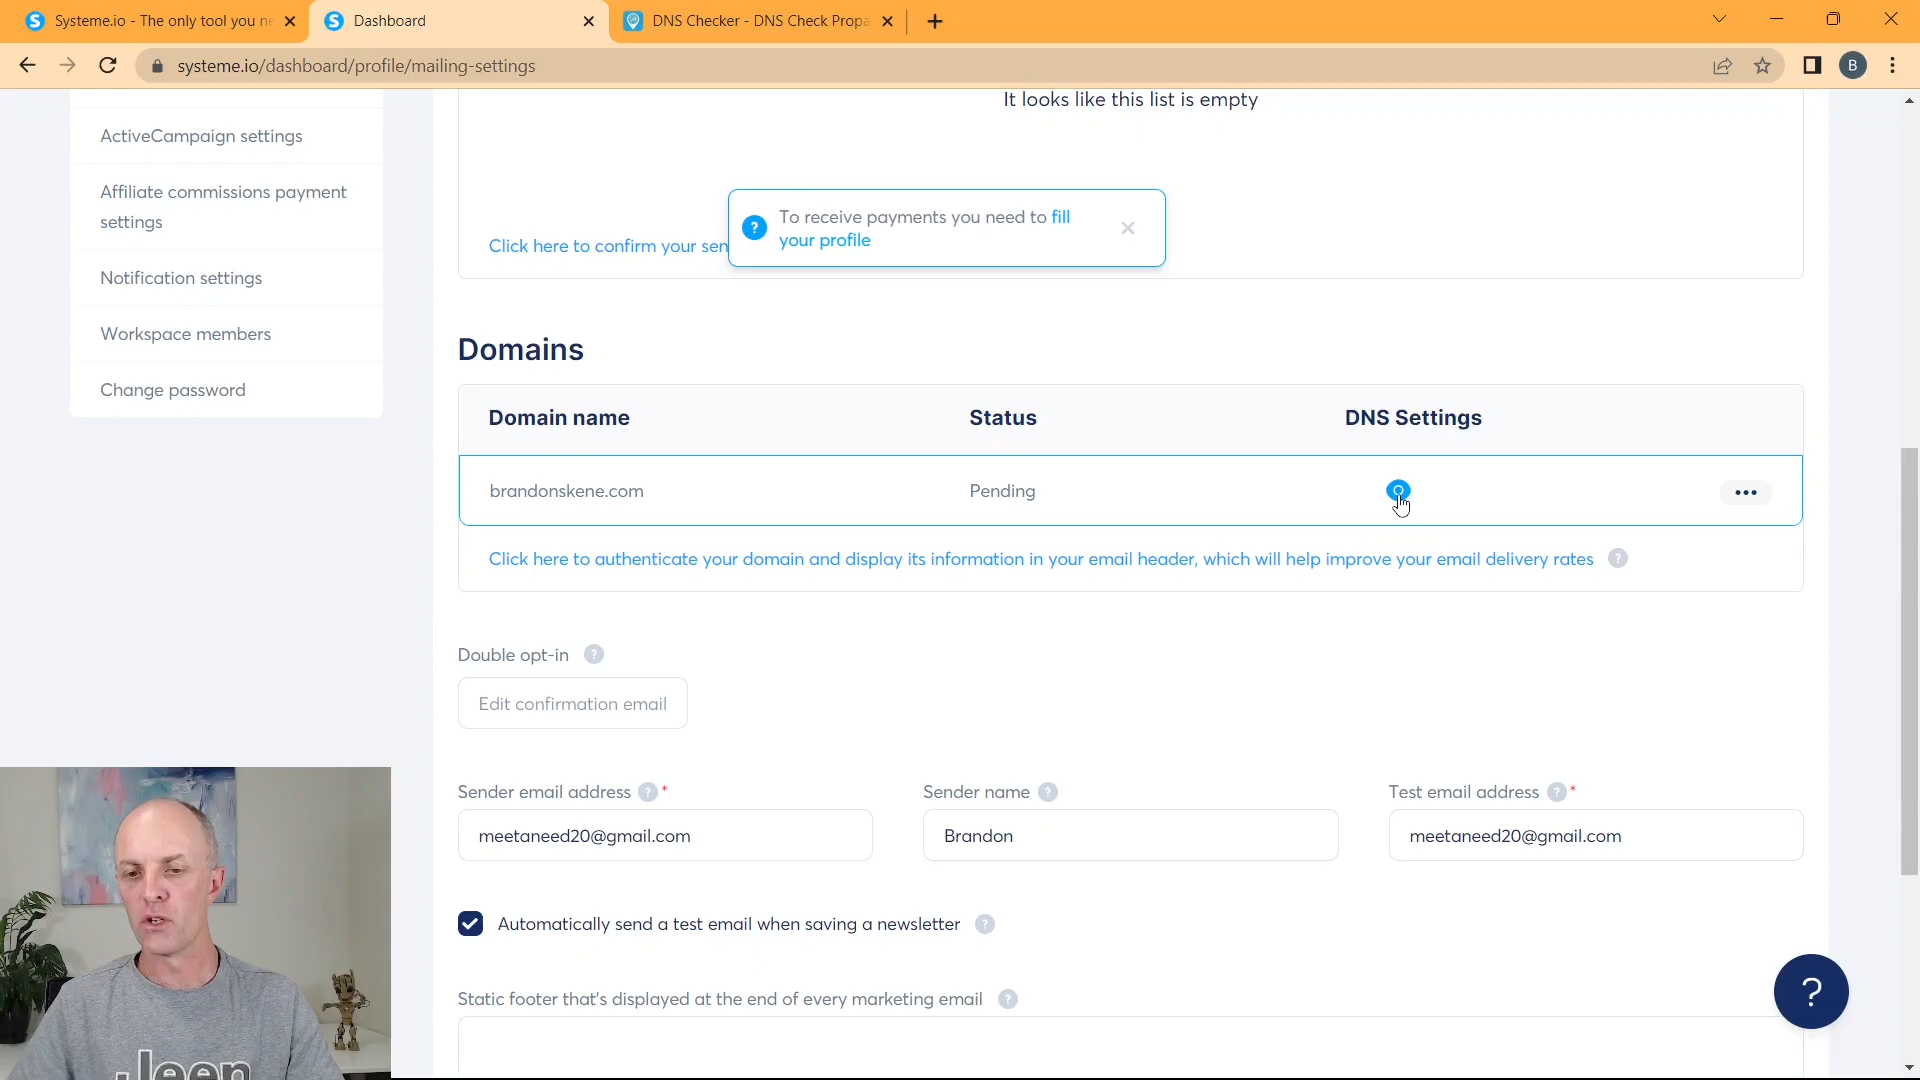 Systeme.io - The only tool you ne
Dashboard
DNS Checker - DNS Check Propa
systeme.io/dashboard/profile/mailing-settings
B
It looks like this list is empty
ActiveCampaign settings
Affiliate commissions payment
settings
To receive payments you need to fill
your profile
Click here to confirm your sen
Notification settings
Workspace members
Change password
Domains
Domain name
Status
DNS Settings
brandonskene.com
Pending
Click here to authenticate your domain and display its information in your email header, which will help improve your email delivery rates
Double opt-in
Edit confirmation email
Sender email address *
Sender name
Test email address *
meetaneed20@gmail.com
Brandon
meetaneed20@gmail.com
Automatically send a test email when saving a newsletter
Static footer that's displayed at the end of every marketing email
Jeep